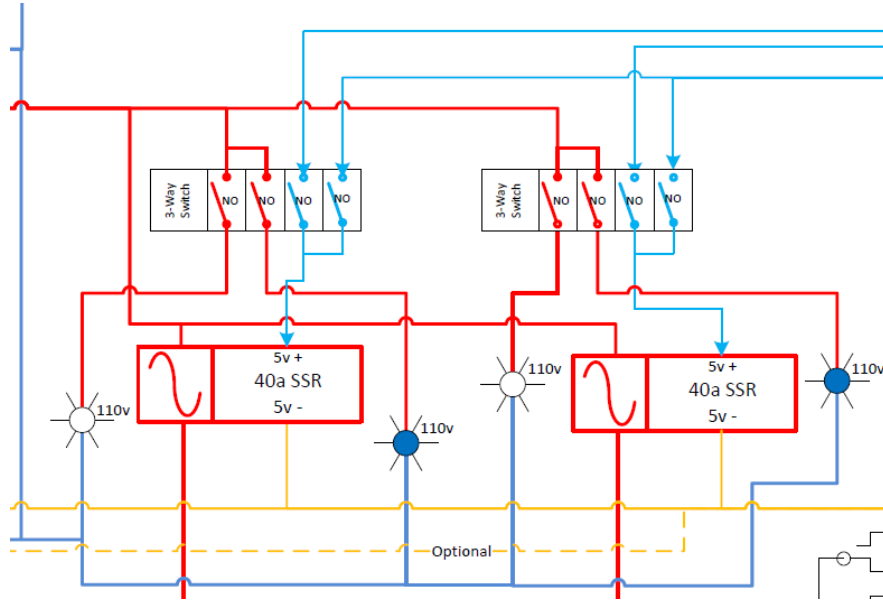 3-Way
Switch
NO
NO
NO
NO
3-Way
Switch
NO
NO
NO
NO
5v +
40a SSR
5v -
5v +
40a SSR
5v -
110v
110v
110v
110v
Optional